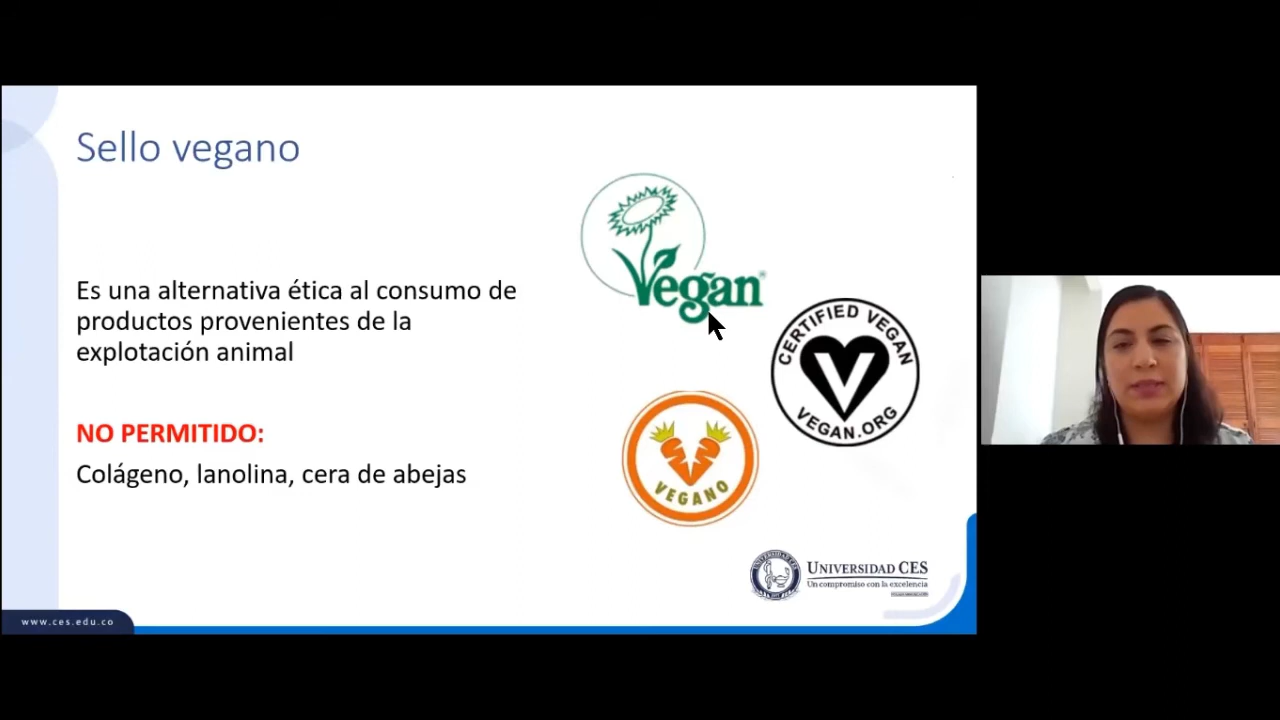 Sello vegano
Es una alternativa ética al consumo de
productos provenientes de la
explotación animal
NO PERMITIDO:
Colágeno, lanolina, cera de abejas
Vegan
CERTIFIED VEGAN
VEGAN.ORG
VEGANO
UNIVERSIDAD CES
Un compromiso con la excelencia
www.ces.edu.co